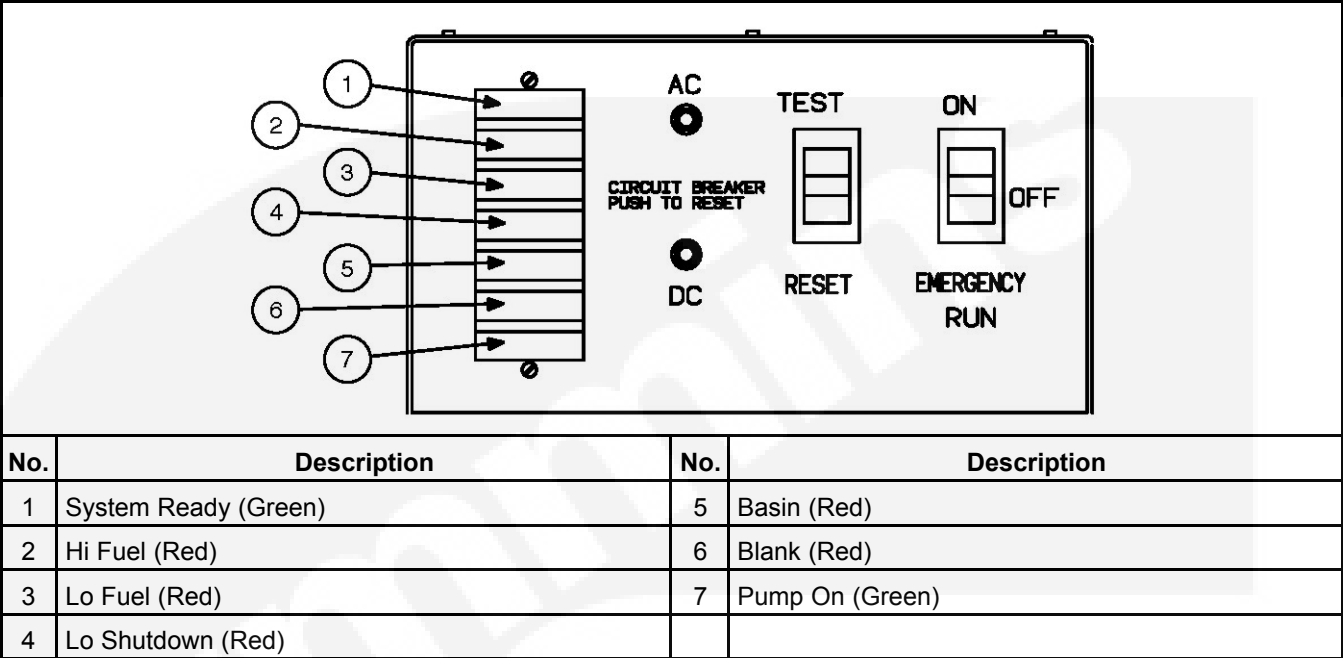 1
AC
TEST
ON
2
3
CIRCUIT BREAKER
PUSH TO RESET
4
OFF
5
DC
RESET
EMERGENCY
RUN
6
7
No. Description No. Description
1 System Ready (Green) 5 Basin (Red)
2 Hi Fuel (Red) 6 Blank (Red)
3 Lo Fuel (Red) 7 Pump On (Green)
4 Lo Shutdown (Red)